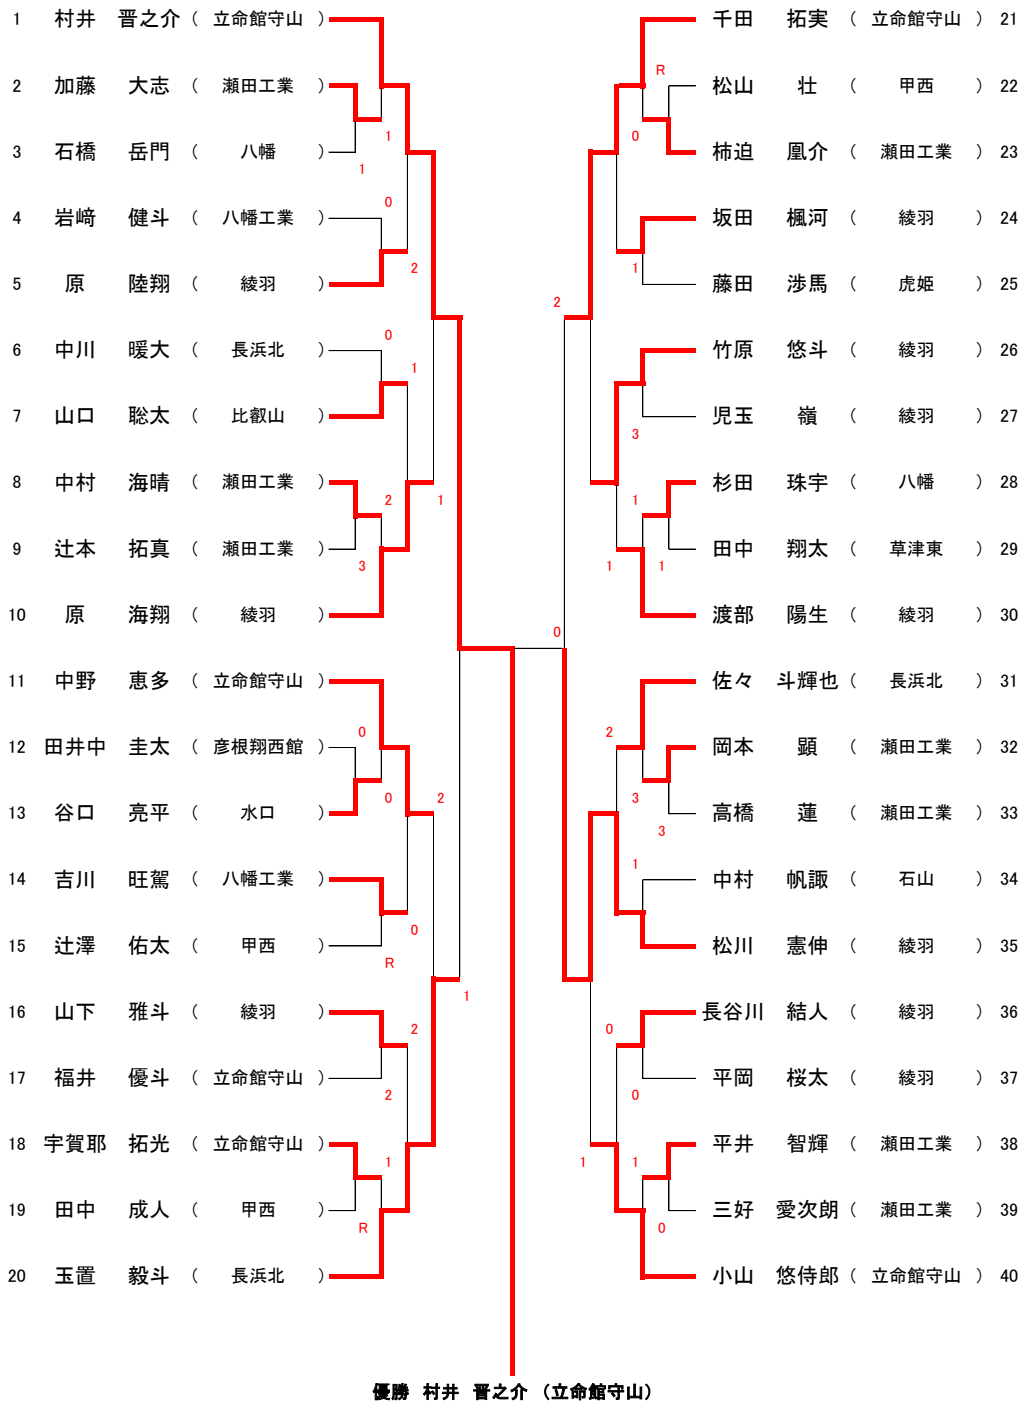 1 村井 晋之介 ( 立命館守山 )
2 加藤 大志 ( 瀬田工業 )
1
3 石橋 岳門 ( 八幡 )
1
0
4 岩﨑 健斗 ( 八幡工業 )
2
5 原 陸翔 ( 綾羽 )
0
6 中川 暖大 ( 長浜北 )
1
7 山口 聡太 ( 比叡山 )
8 中村 海晴 ( 瀬田工業 )
2
1
9 辻本 拓真 ( 瀬田工業 )
3
10 原 海翔 ( 綾羽 )
11 中野 恵多 ( 立命館守山 )
0
12 田井中 圭太 ( 彦根翔西館 )
0
2
13 谷口 亮平 ( 水口 )
14 吉川 旺駕 ( 八幡工業 )
0
15 辻澤 佑太 ( 甲西 )
R
1
16 山下 雅斗 ( 綾羽 )
2
17 福井 優斗 ( 立命館守山 )
2
18 宇賀耶 拓光 ( 立命館守山 )
1
19 田中 成人 ( 甲西 )
R
20 玉置 毅斗 ( 長浜北 )
千田 拓実 ( 立命館守山 ) 21
R
松山 壮 ( 甲西 ) 22
0
柿迫 凰介 ( 瀬田工業 ) 23
坂田 楓河 ( 綾羽 ) 24
1
藤田 渉馬 ( 虎姫 ) 25
2
竹原 悠斗 ( 綾羽 ) 26
児玉 嶺 ( 綾羽 ) 27
3
杉田 珠宇 ( 八幡 ) 28
1
田中 翔太 ( 草津東 ) 29
1
1
渡部 陽生 ( 綾羽 ) 30
0
佐々 斗輝也 ( 長浜北 ) 31
2
岡本 顕 ( 瀬田工業 ) 32
3
高橋 蓮 ( 瀬田工業 ) 33
3
1
中村 帆諏 ( 石山 ) 34
松川 憲伸 ( 綾羽 ) 35
長谷川 結人 ( 綾羽 ) 36
0
平岡 桜太 ( 綾羽 ) 37
0
平井 智輝 ( 瀬田工業 ) 38
1
1
三好 愛次朗 ( 瀬田工業 ) 39
0
小山 悠侍郎 ( 立命館守山 ) 40
優勝 村井 晋之介 (立命館守山)